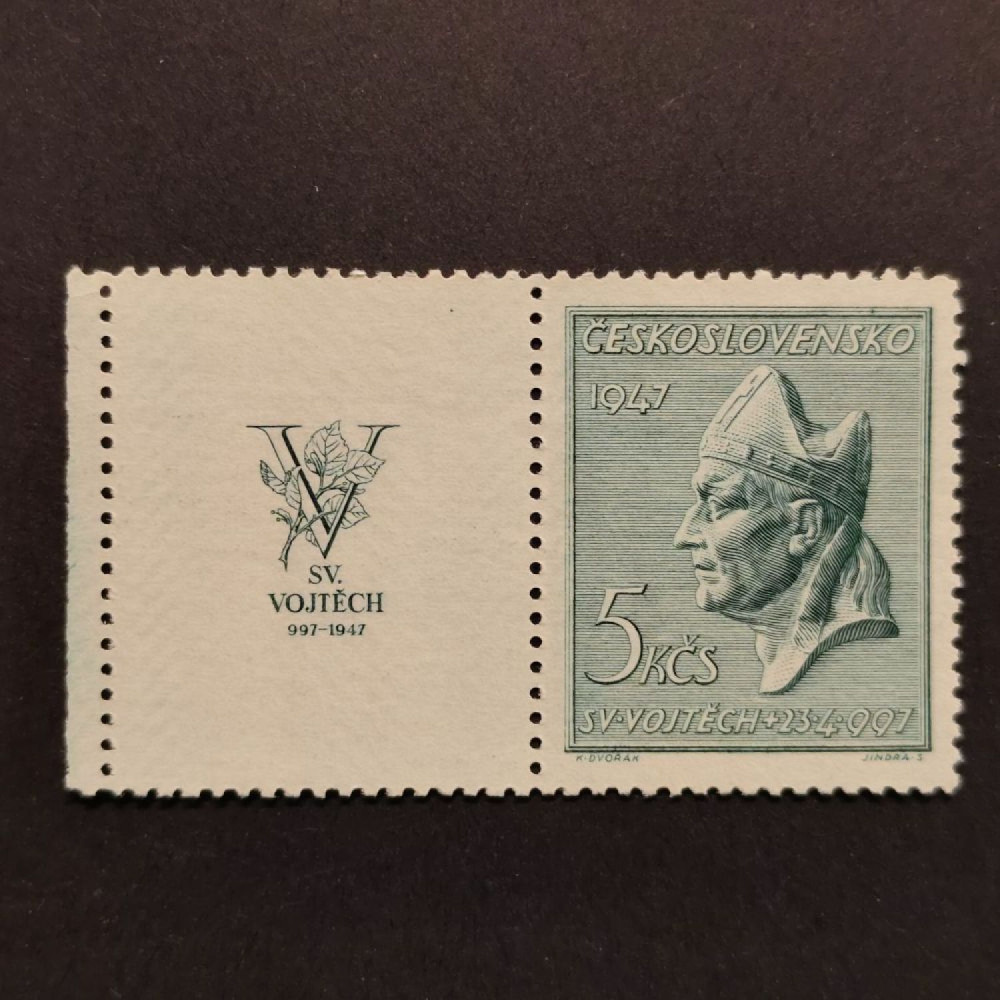 V
SV.
VOJTĚCH
997-1947
ČESKOSLOVENSKO
1947
5 KČS
SV·VOJTĚCH+23·4·997
K·DVOŘÁK JINDRA·S·